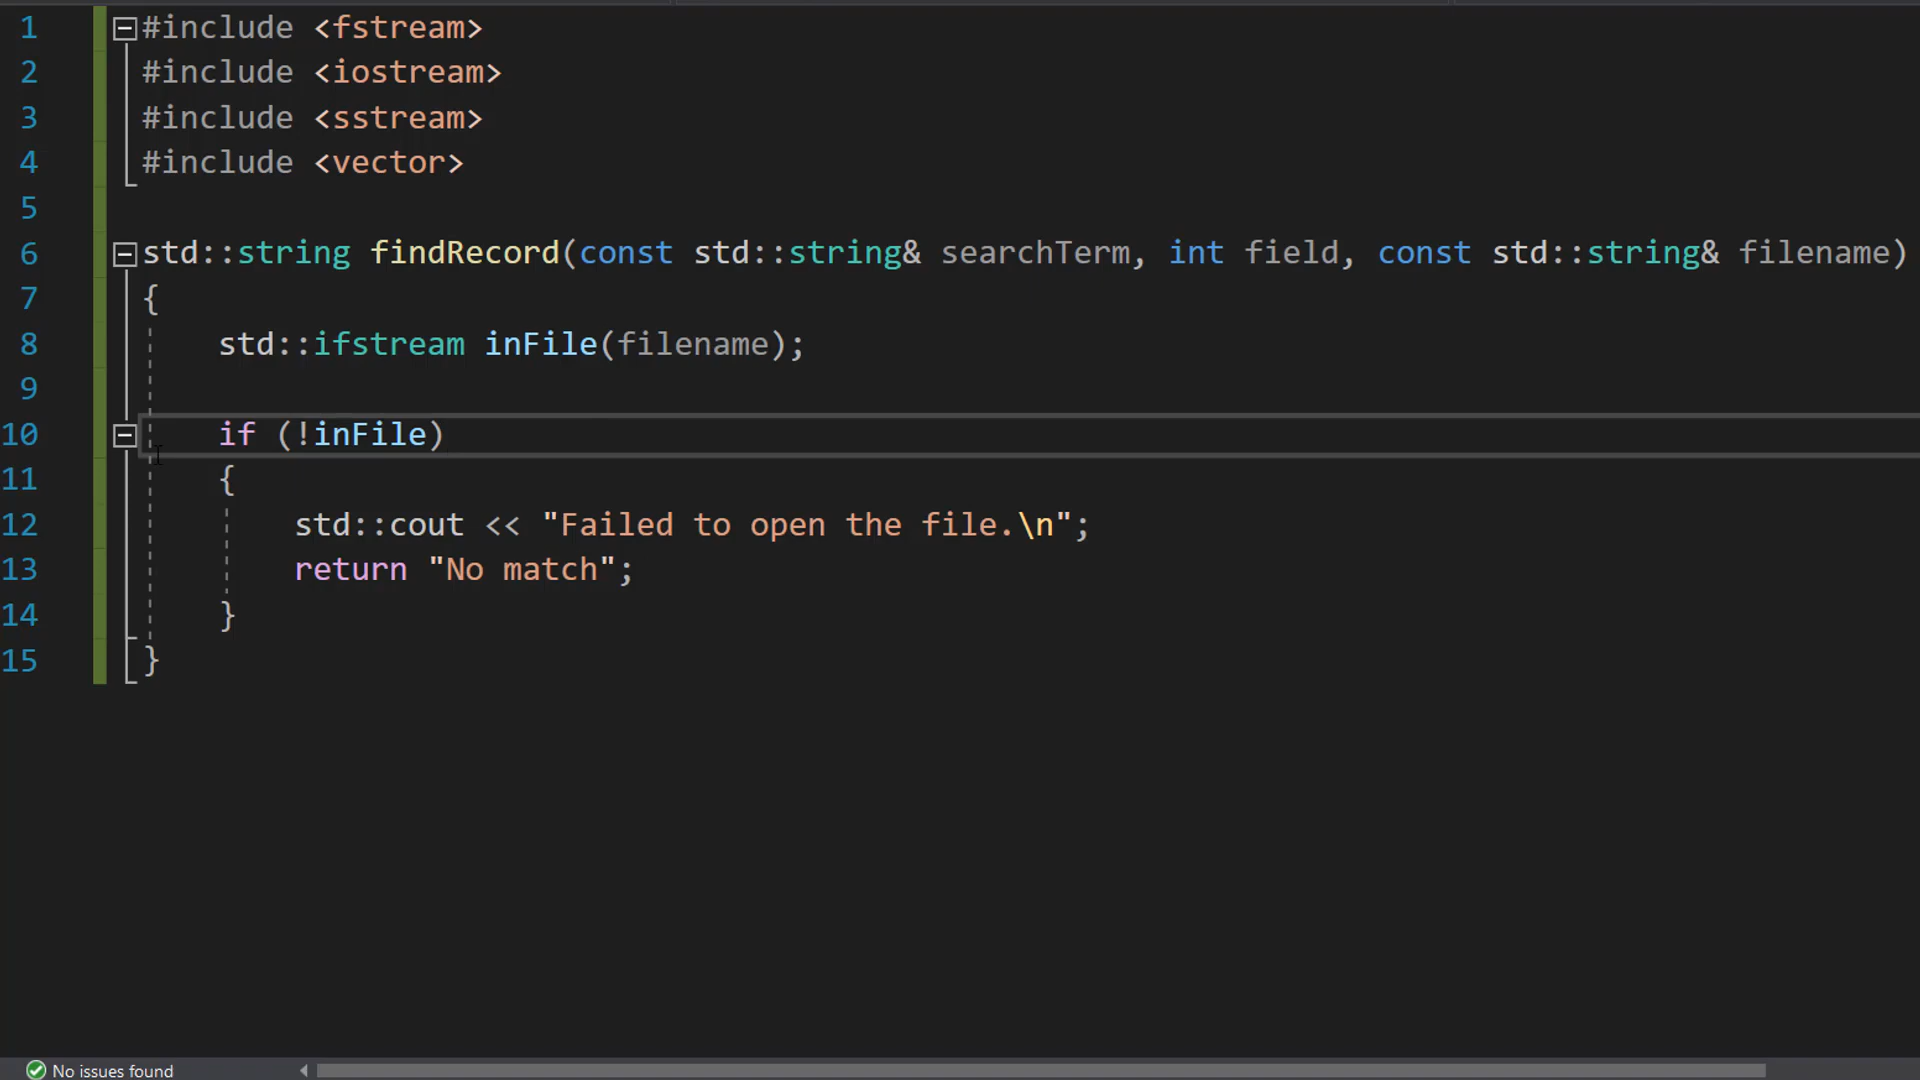 1 #include <fstream>
2 #include <iostream>
3 #include <sstream>
4 #include <vector>
5
6 std::string findRecord(const std::string& searchTerm, int field, const std::string& filename)
7 {
8     std::ifstream inFile(filename);
9
10     if (!inFile)
11     {
12         std::cout << "Failed to open the file.\n";
13         return "No match";
14     }
15 }
No issues found